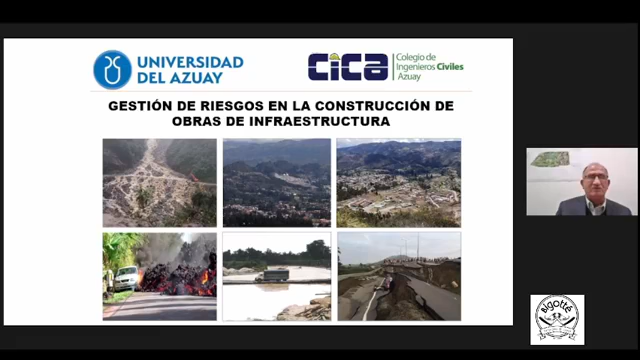 UNIVERSIDAD
DEL AZUAY
cica
Colegio de
Ingenieros Civiles
Azuay
GESTIÓN DE RIESGOS EN LA CONSTRUCCIÓN DE
OBRAS DE INFRAESTRUCTURA
Bigotté